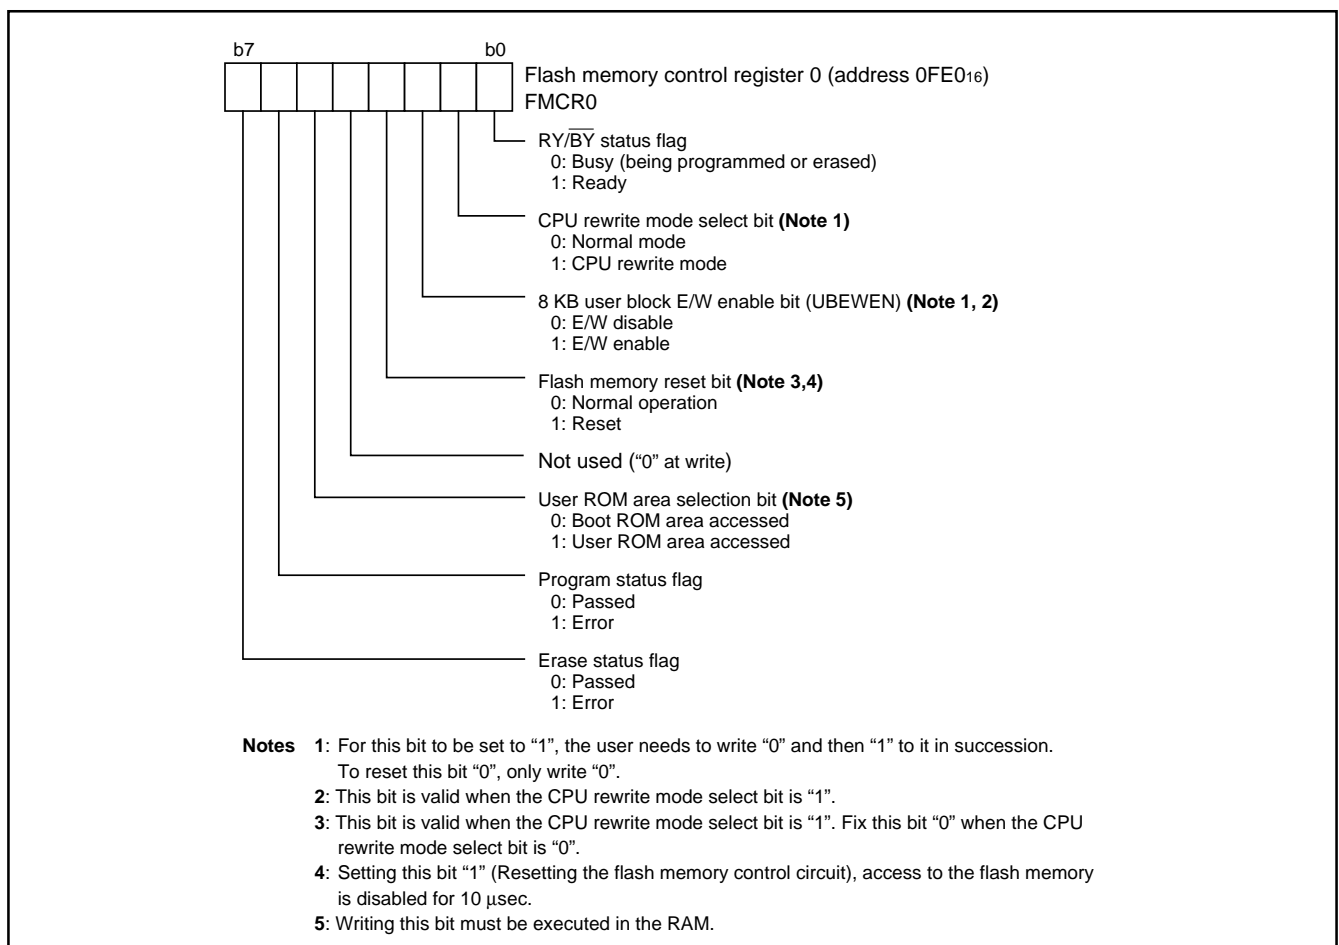 b7 b0
Flash memory control register 0 (address 0FE016)
FMCR0
RY/BY status flag
0: Busy (being programmed or erased)
1: Ready
CPU rewrite mode select bit (Note 1)
0: Normal mode
1: CPU rewrite mode
8 KB user block E/W enable bit (UBEWEN) (Note 1, 2)
0: E/W disable
1: E/W enable
Flash memory reset bit (Note 3,4)
0: Normal operation
1: Reset
Not used (“0” at write)
User ROM area selection bit (Note 5)
0: Boot ROM area accessed
1: User ROM area accessed
Program status flag
0: Passed
1: Error
Erase status flag
0: Passed
1: Error
Notes 1: For this bit to be set to “1”, the user needs to write “0” and then “1” to it in succession.
To reset this bit “0”, only write “0”.
2: This bit is valid when the CPU rewrite mode select bit is “1”.
3: This bit is valid when the CPU rewrite mode select bit is “1”. Fix this bit “0” when the CPU
rewrite mode select bit is “0”.
4: Setting this bit “1” (Resetting the flash memory control circuit), access to the flash memory
is disabled for 10 μsec.
5: Writing this bit must be executed in the RAM.